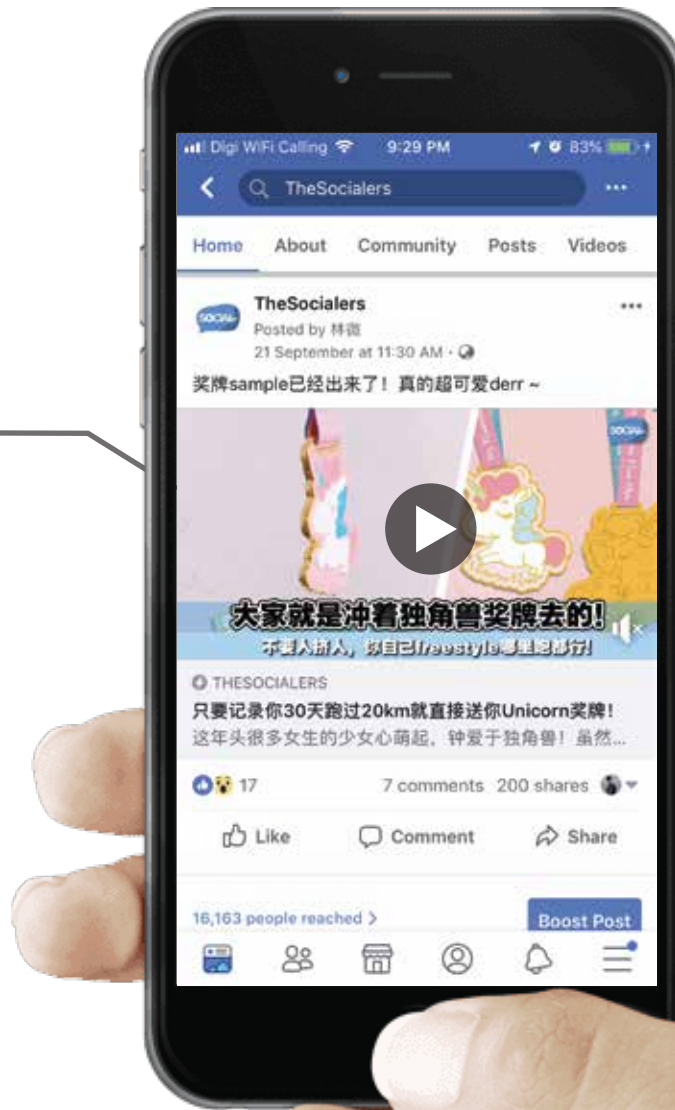 Digi WiFi Calling 9:29 PM 83%
TheSocialers
Home About Community Posts Videos
SOCIAL
TheSocialers
Posted by 林微
21 September at 11:30 AM
奖牌sample已经出来了！真的超可爱derr ~
SOCIAL
大家就是冲着独角兽奖牌去的!
不要人挤人，你自己freestyle哪里跑都行!
THESOCIALERS
只要记录你30天跑过20km就直接送你Unicorn奖牌！
这年头很多女生的少女心萌起，钟爱于独角兽！虽然...
17 7 comments 200 shares
Like Comment Share
16,163 people reached >
Boost Post